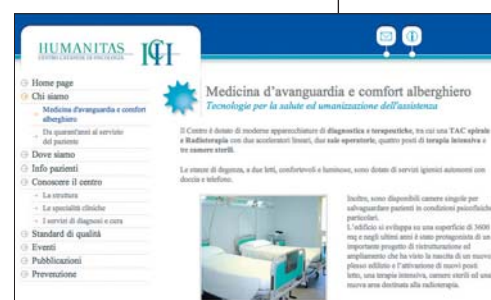 HUMANITAS
CENTRO CATANESE DI ONCOLOGIA
Home page
Chi siamo
Medicina d'avanguardia e comfort
alberghiero
Da quarant'anni al servizio
del paziente
Dove siamo
Info pazienti
Conoscere il centro
La struttura
Le specialità cliniche
I servizi di diagnosi e cura
Standard di qualità
Eventi
Pubblicazioni
Prevenzione
Medicina d'avanguardia e comfort alberghiero
Tecnologie per la salute ed umanizzazione dell'assistenza
Il Centro è dotato di moderne apparecchiature di diagnostica e terapeutiche, tra cui una TAC spirale
e Radioterapia con due acceleratori lineari, due sale operatorie, quattro posti di terapia intensiva e
tre camere sterili.
Le stanze di degenza, a due letti, confortevoli e luminose, sono dotate di servizi igienici autonomi con
doccia e telefono.
Inoltre, sono disponibili camere singole per
salvaguardare pazienti in condizioni psicofisiche
particolari.
L'edificio si sviluppa su una superficie di 3600
mq e negli ultimi anni è stato protagonista di un
importante progetto di ristrutturazione ed
ampliamento che ha visto la nascita di un nuovo
plesso edilizio e l'attivazione di nuovi posti
letto, una terapia intensiva, camere sterili ed una
nuova area destinata alla radioterapia.